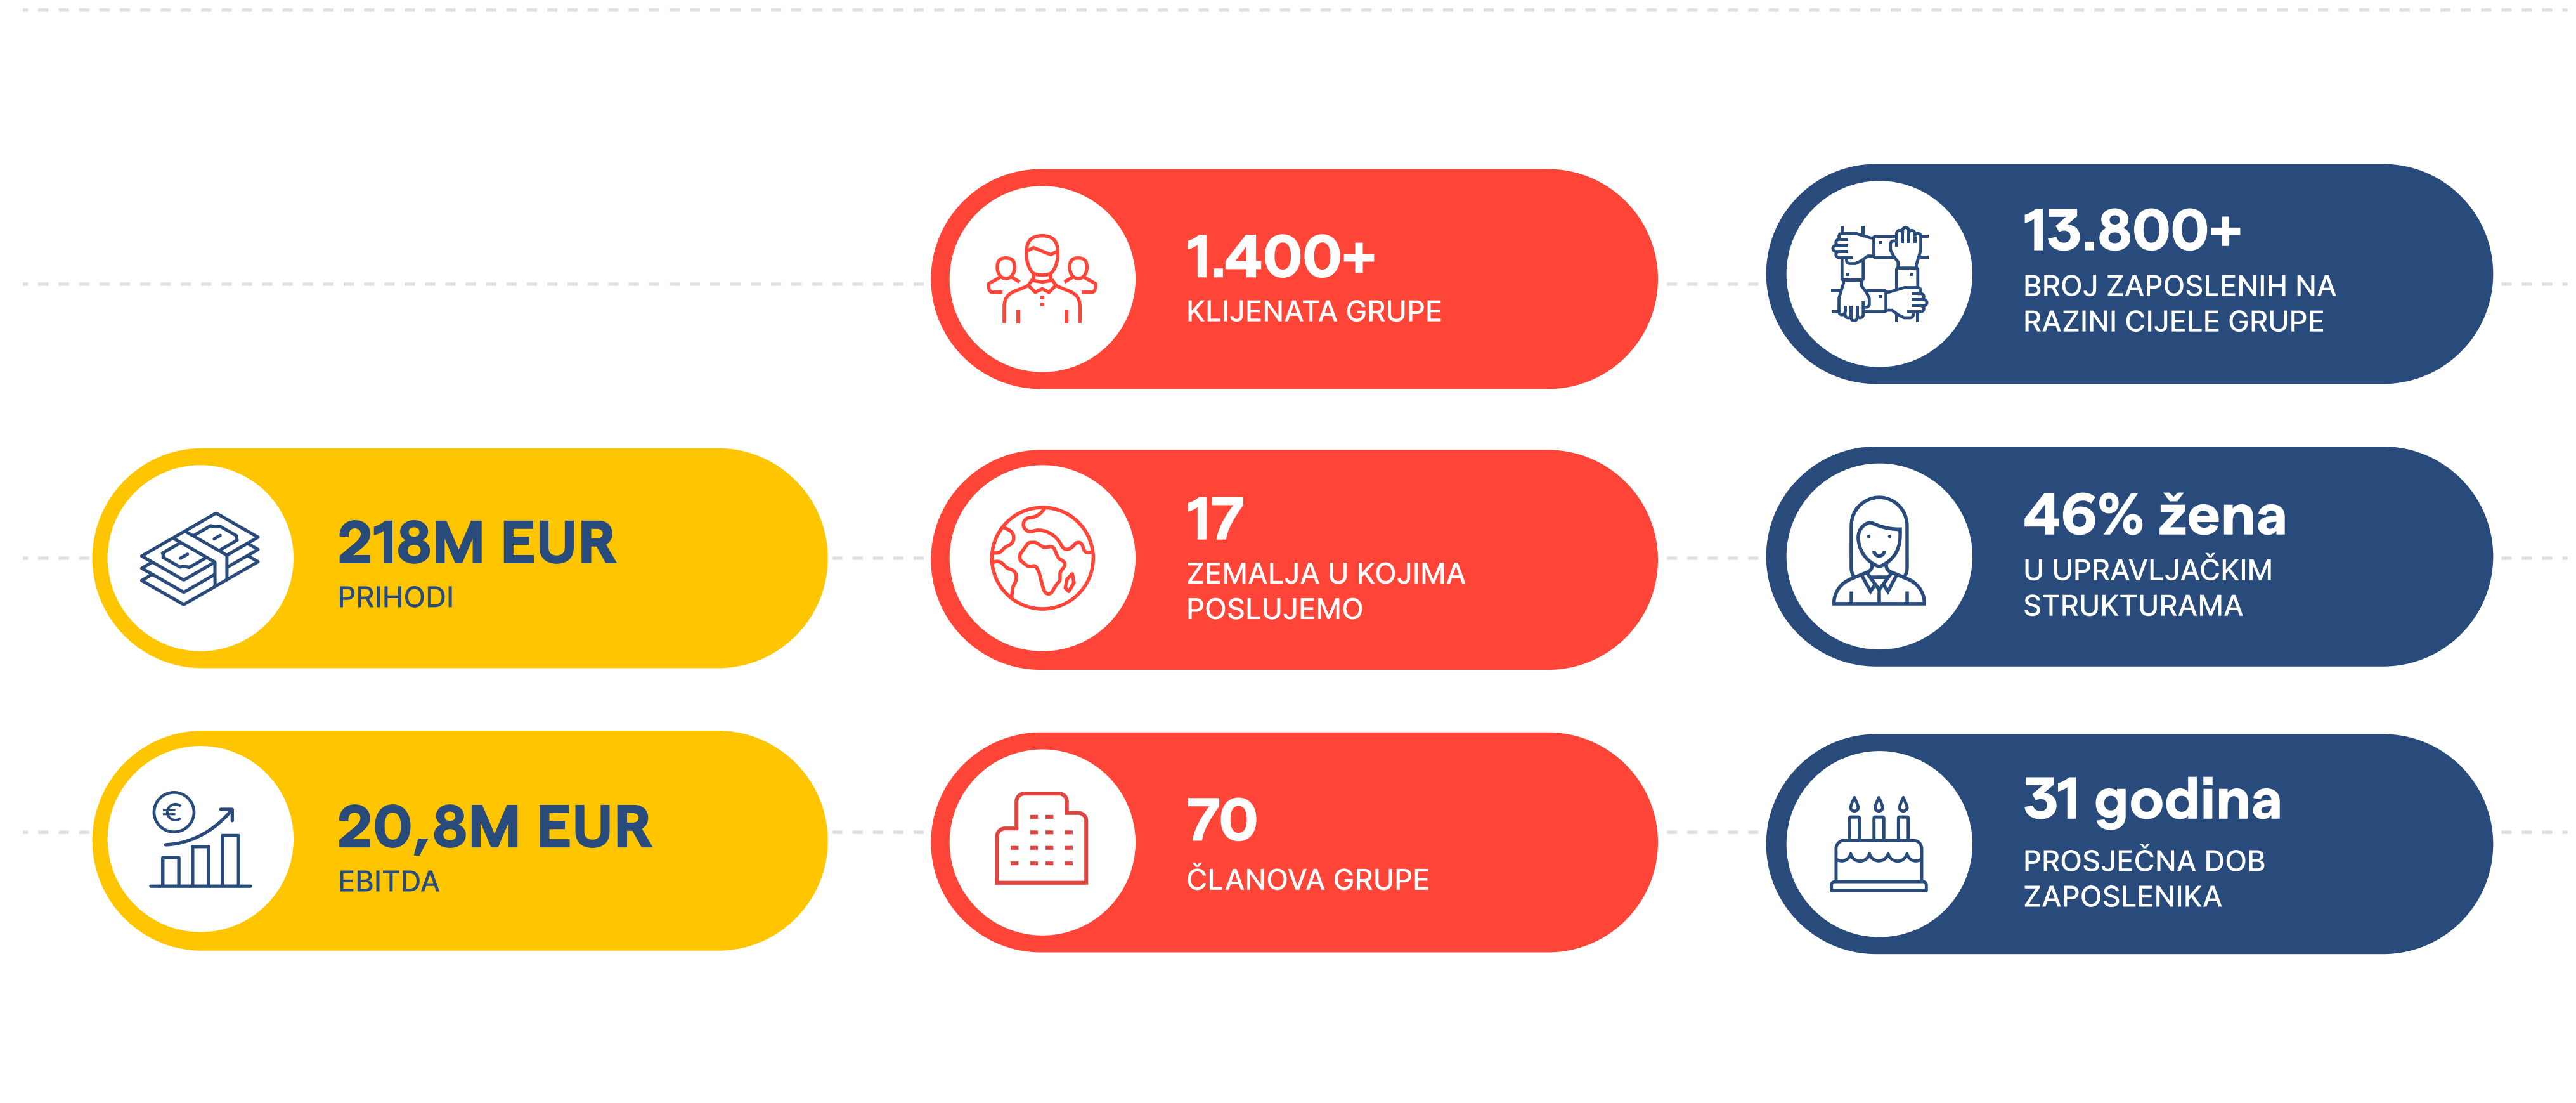 1.400+
KLIJENATA GRUPE
13.800+
BROJ ZAPOSLENIH NA
RAZINI CIJELE GRUPE
218M EUR
PRIHODI
17
ZEMALJA U KOJIMA
POSLUJEMO
46% žena
U UPRAVLJAČKIM
STRUKTURAMA
€
20,8M EUR
EBITDA
70
ČLANOVA GRUPE
31 godina
PROSJEČNA DOB
ZAPOSLENIKA